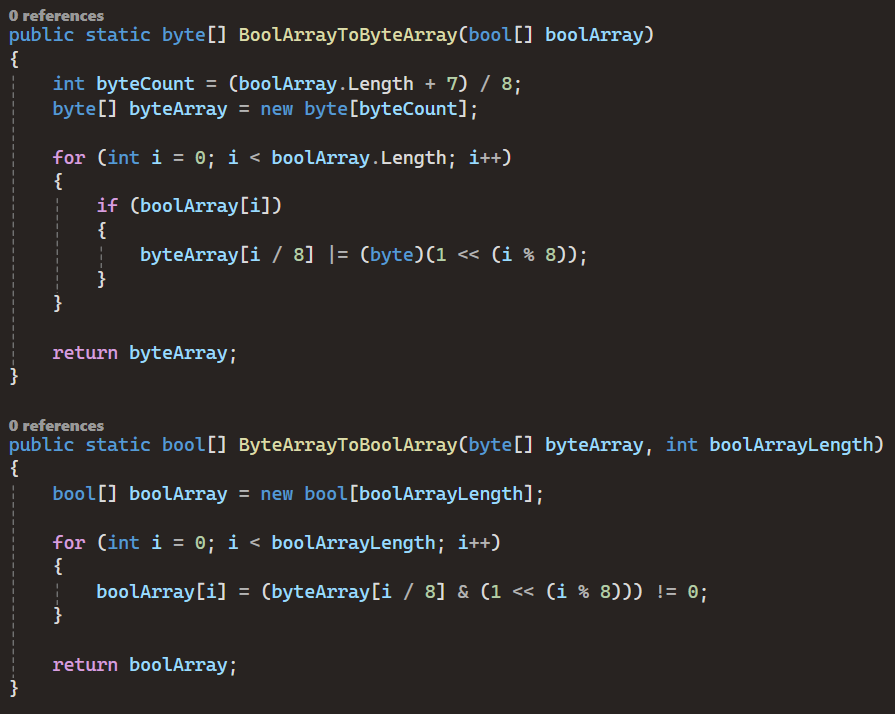 0 references
public static byte[] BoolArrayToByteArray(bool[] boolArray)
{
    int byteCount = (boolArray.Length + 7) / 8;
    byte[] byteArray = new byte[byteCount];

    for (int i = 0; i < boolArray.Length; i++)
    {
        if (boolArray[i])
        {
            byteArray[i / 8] |= (byte)(1 << (i % 8));
        }
    }

    return byteArray;
}

0 references
public static bool[] ByteArrayToBoolArray(byte[] byteArray, int boolArrayLength)
{
    bool[] boolArray = new bool[boolArrayLength];

    for (int i = 0; i < boolArrayLength; i++)
    {
        boolArray[i] = (byteArray[i / 8] & (1 << (i % 8))) != 0;
    }

    return boolArray;
}